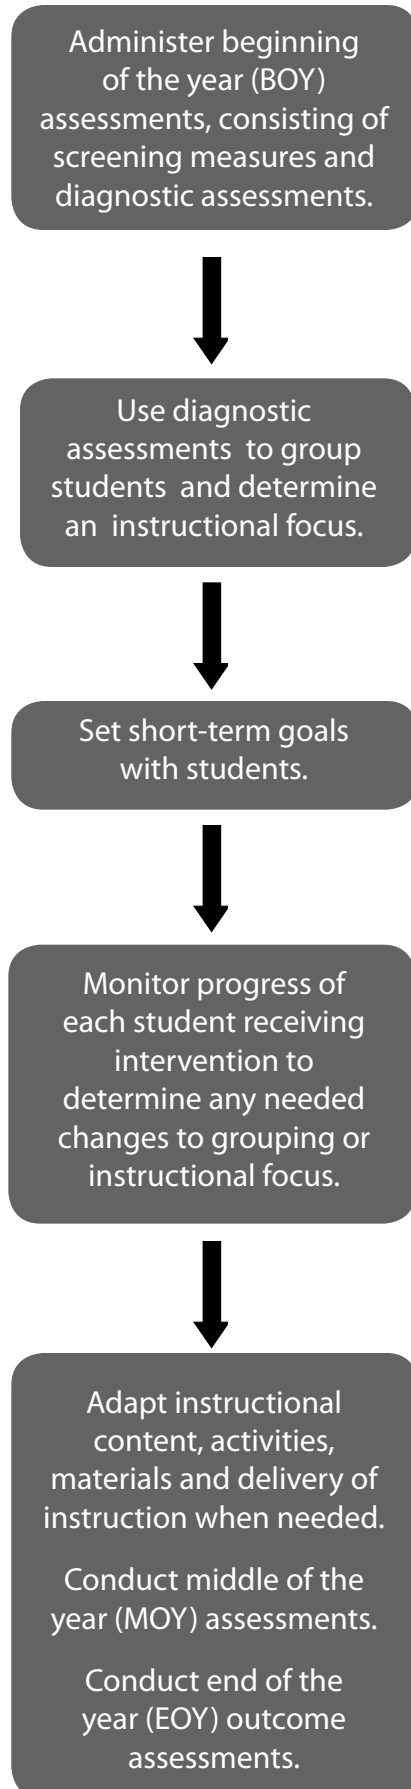 Administer beginning
of the year (BOY)
assessments, consisting of
screening measures and
diagnostic assessments.
Use diagnostic
assessments to group
students and determine
an instructional focus.
Set short-term goals
with students.
Monitor progress of
each student receiving
intervention to
determine any needed
changes to grouping or
instructional focus.
Adapt instructional
content, activities,
materials and delivery of
instruction when needed.
Conduct middle of the
year (MOY) assessments.
Conduct end of the
year (EOY) outcome
assessments.